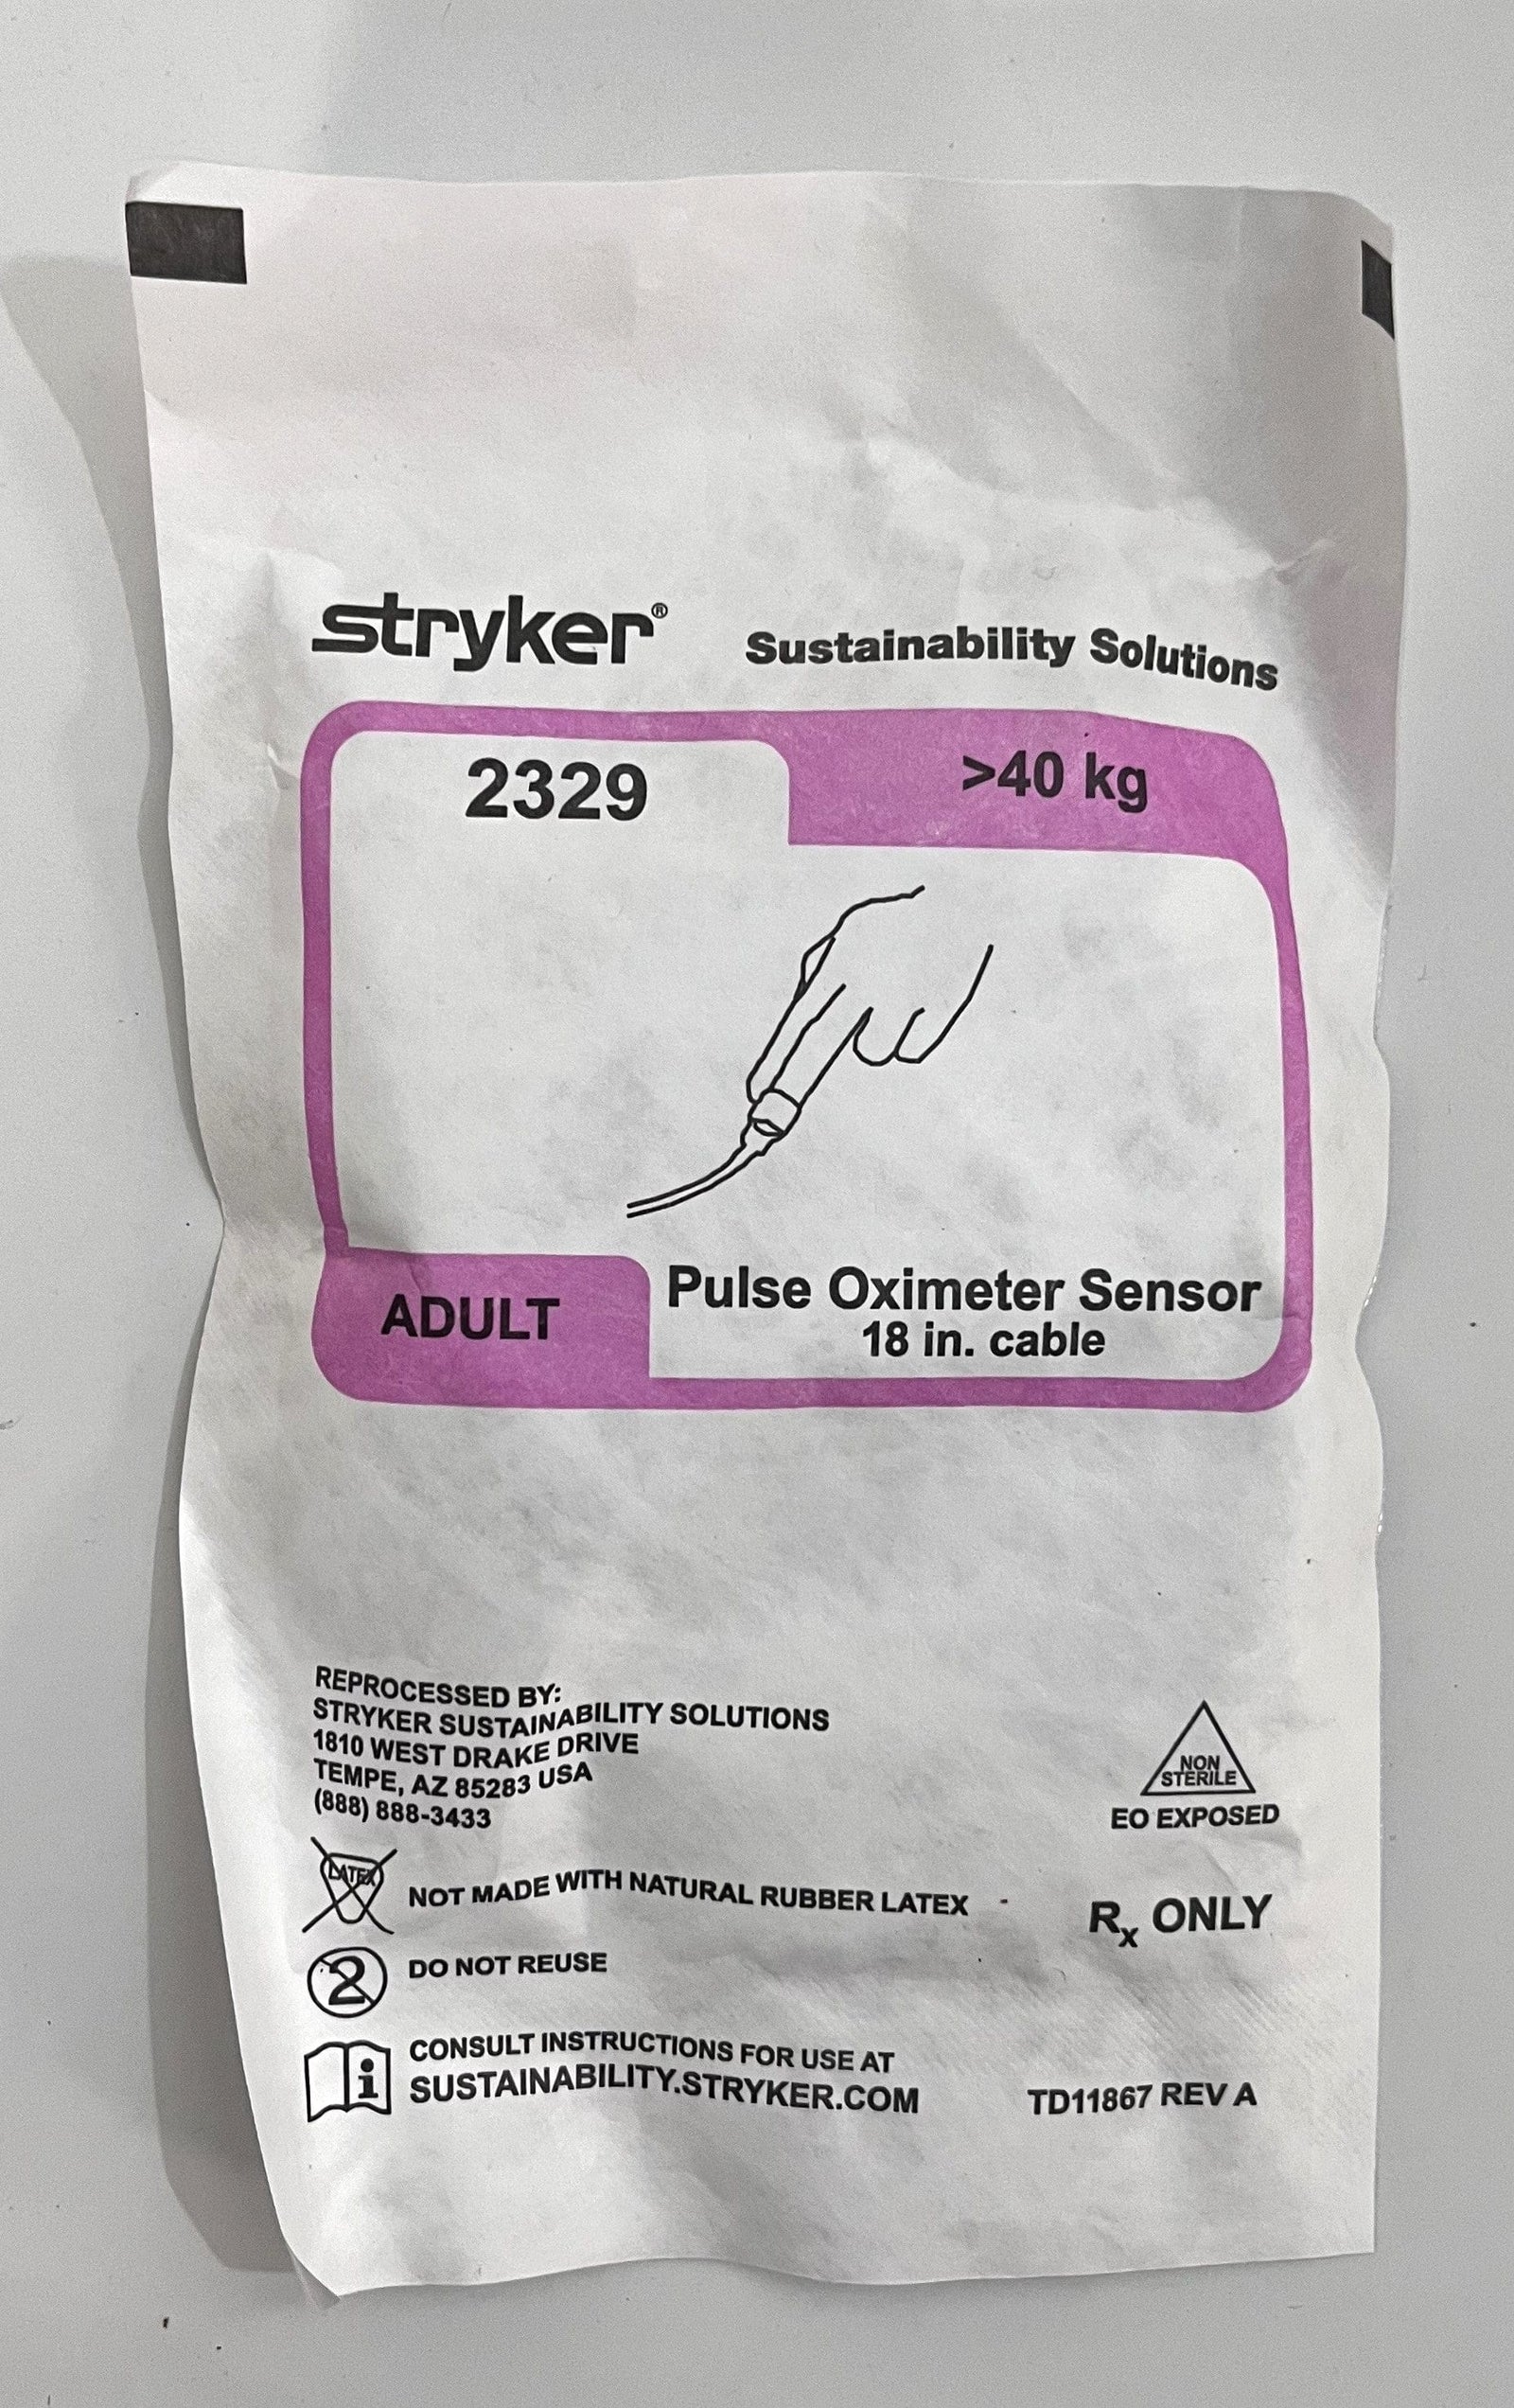 stryker® Sustainability Solutions
2329
>40 kg
ADULT
Pulse Oximeter Sensor
18 in. cable
REPROCESSED BY:
STRYKER SUSTAINABILITY SOLUTIONS
1810 WEST DRAKE DRIVE
TEMPE, AZ 85283 USA
(888) 888-3433
NON
STERILE
EO EXPOSED
LATEX
NOT MADE WITH NATURAL RUBBER LATEX
Rx ONLY
2
DO NOT REUSE
CONSULT INSTRUCTIONS FOR USE AT
SUSTAINABILITY.STRYKER.COM
TD11867 REV A